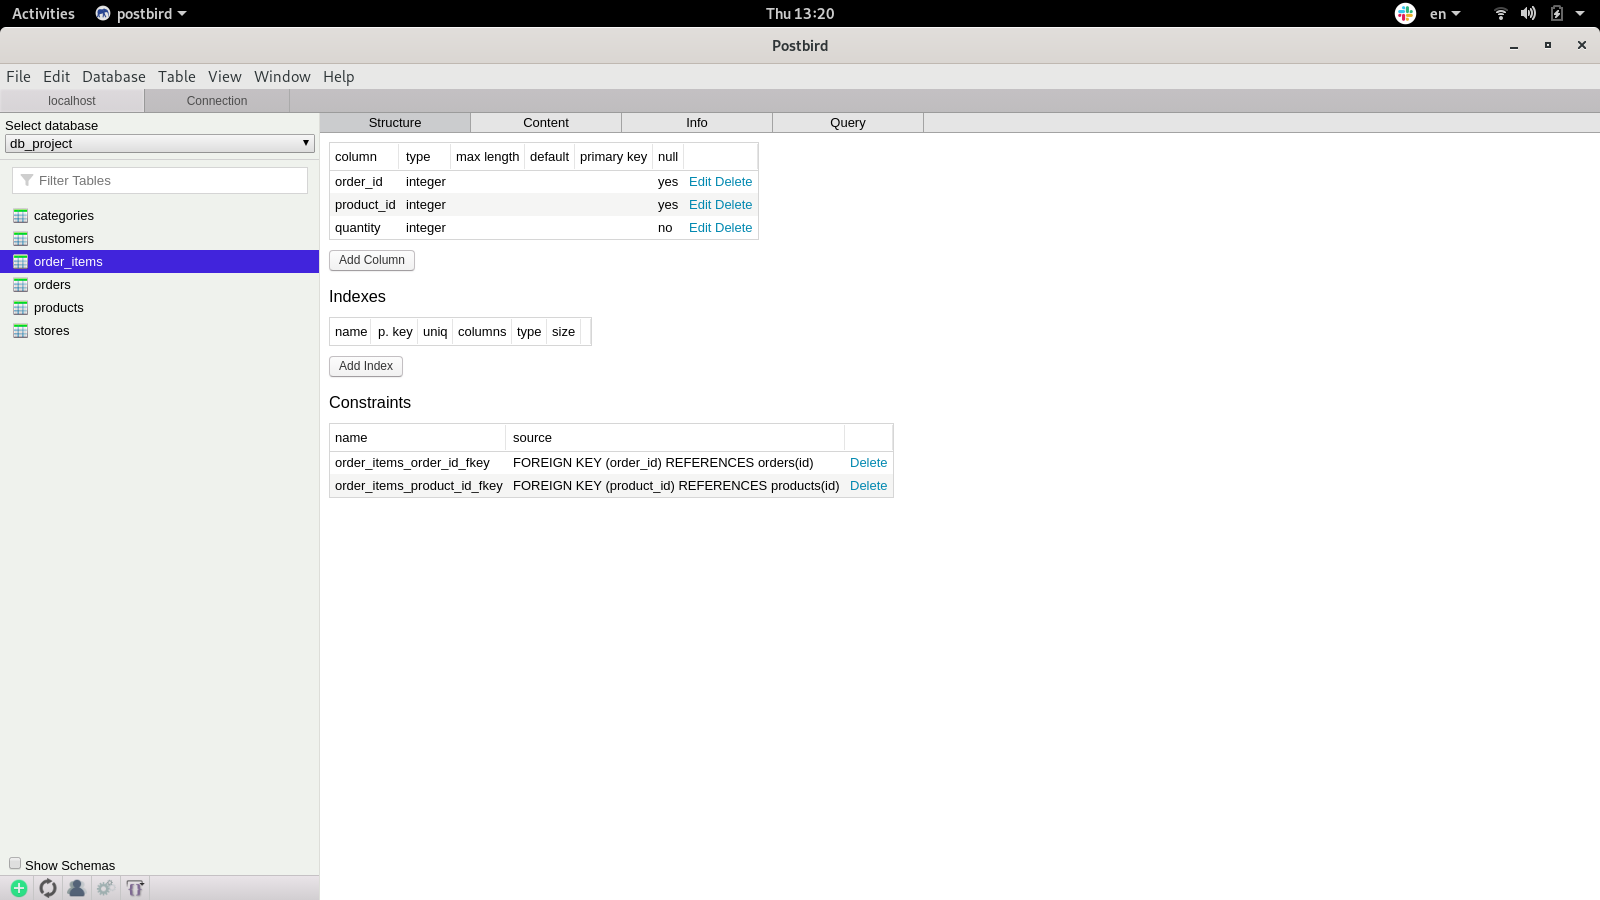 Activities postbird Thu 13:20 en
Postbird
File Edit Database Table View Window Help
localhost Connection
Select database
db_project
Filter Tables
categories
customers
order_items
orders
products
stores
Show Schemas
Structure Content Info Query
column type max length default primary key null
order_id integer yes Edit Delete
product_id integer yes Edit Delete
quantity integer no Edit Delete
Add Column
Indexes
name p. key uniq columns type size
Add Index
Constraints
name source
order_items_order_id_fkey FOREIGN KEY (order_id) REFERENCES orders(id) Delete
order_items_product_id_fkey FOREIGN KEY (product_id) REFERENCES products(id) Delete